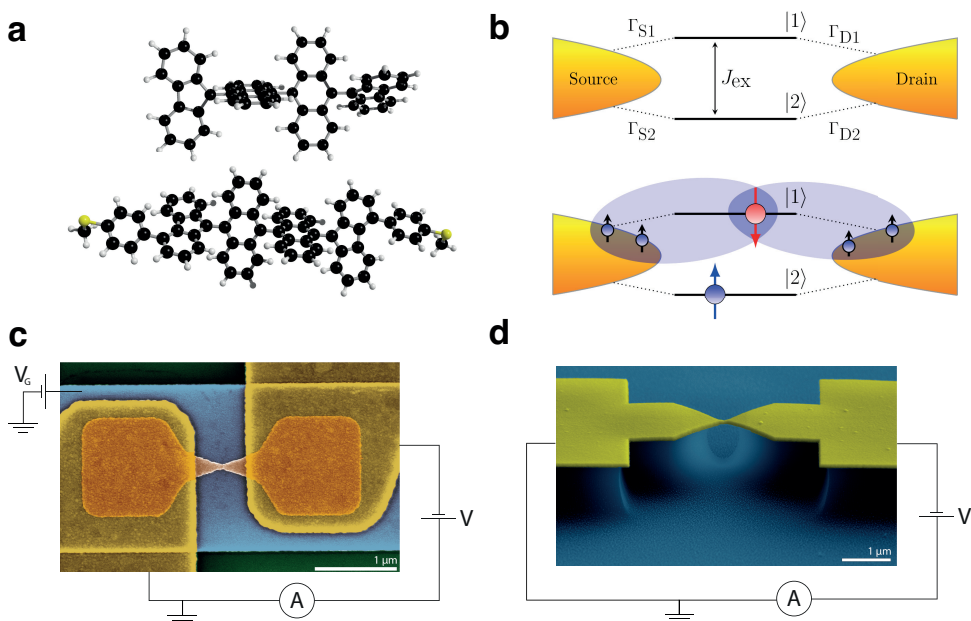 a
b
|1⟩
Γ_S1
Γ_D1
Source
J_ex
Drain
|2⟩
Γ_S2
Γ_D2
|1⟩
|2⟩
c
V_G
V
1 µm
A
d
V
1 µm
A